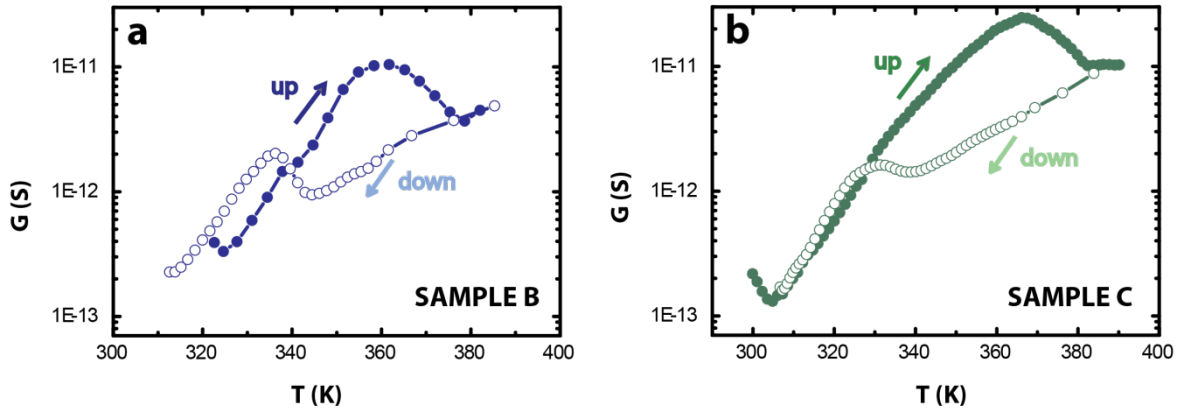 a
up
down
SAMPLE B
G (S)
1E-11
1E-12
1E-13
300 320 340 360 380 400
T (K)
b
up
down
SAMPLE C
G (S)
1E-11
1E-12
1E-13
300 320 340 360 380 400
T (K)